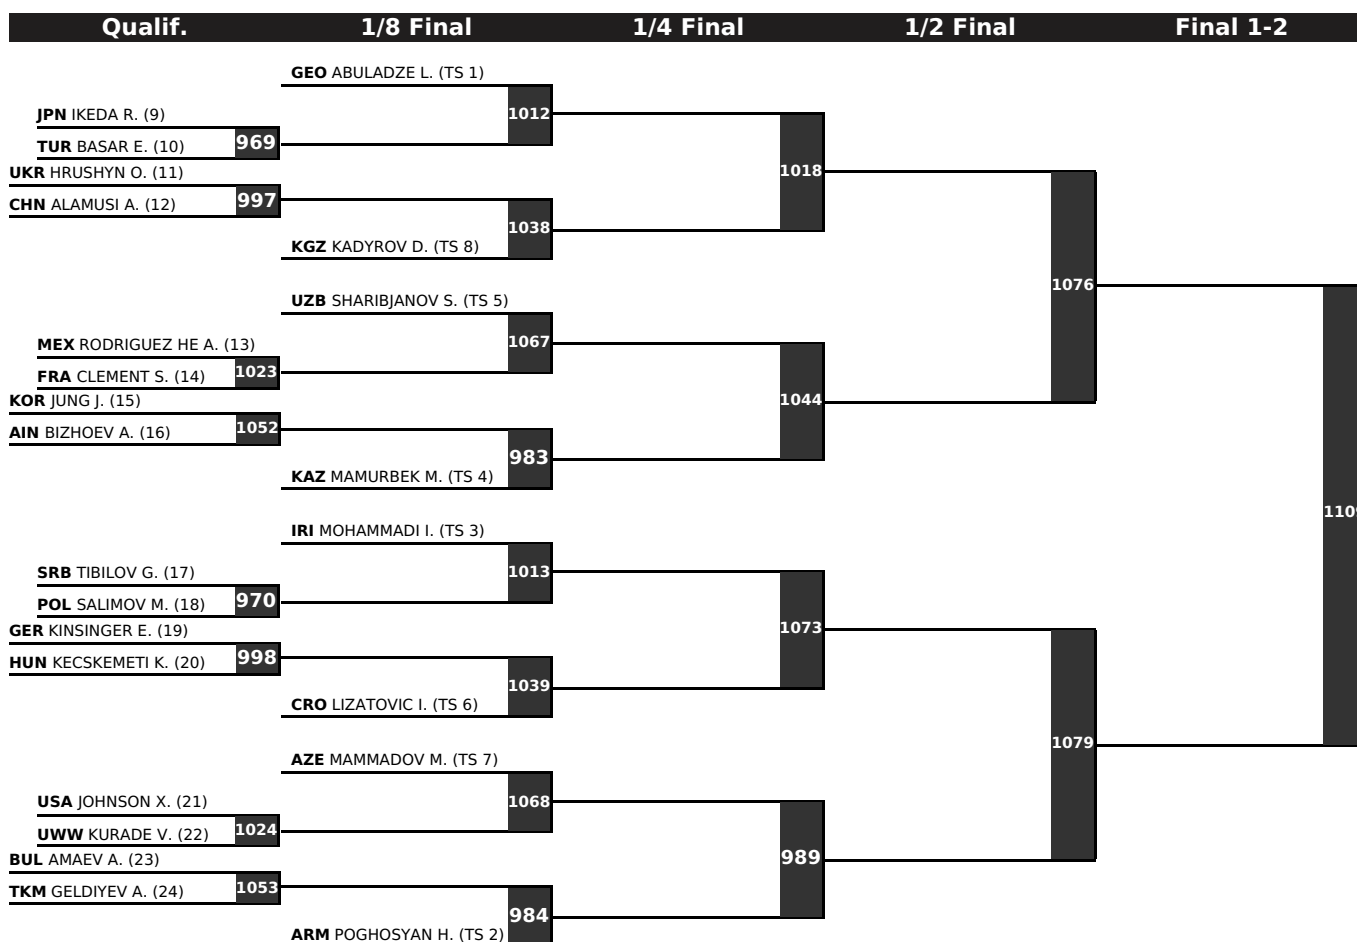 Qualif. 1/8 Final 1/4 Final 1/2 Final Final 1-2
GEO ABULADZE L. (TS 1)
1012
JPN IKEDA R. (9)
TUR BASAR E. (10)
969
UKR HRUSHYN O. (11)
1018
CHN ALAMUSI A. (12)
997
1038
KGZ KADYROV D. (TS 8)
1076
UZB SHARIBJANOV S. (TS 5)
1067
MEX RODRIGUEZ HE A. (13)
FRA CLEMENT S. (14)
1023
KOR JUNG J. (15)
1044
AIN BIZHOEV A. (16)
1052
983
KAZ MAMURBEK M. (TS 4)
1109
IRI MOHAMMADI I. (TS 3)
1013
SRB TIBILOV G. (17)
POL SALIMOV M. (18)
970
GER KINSINGER E. (19)
1073
HUN KECSKEMETI K. (20)
998
1039
CRO LIZATOVIC I. (TS 6)
1079
AZE MAMMADOV M. (TS 7)
1068
USA JOHNSON X. (21)
UWW KURADE V. (22)
1024
BUL AMAEV A. (23)
989
TKM GELDIYEV A. (24)
1053
984
ARM POGHOSYAN H. (TS 2)